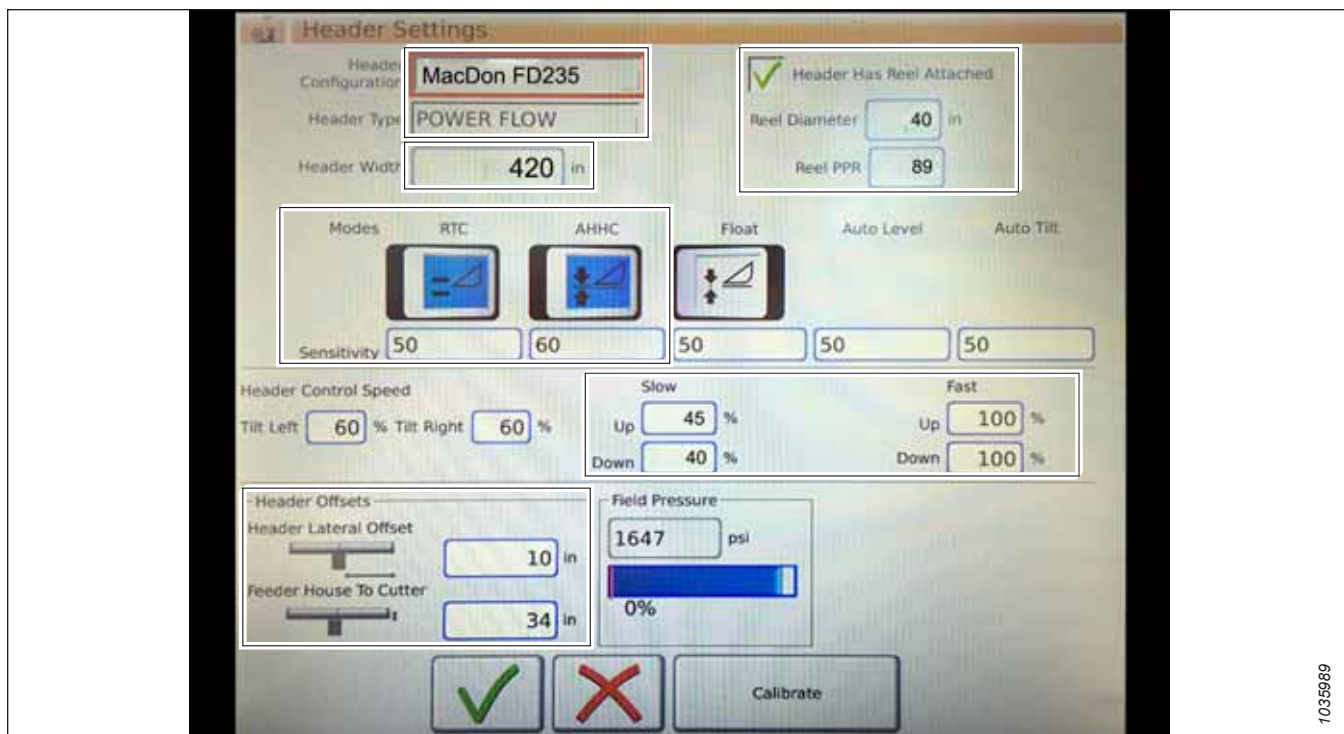 Header Settings
Header Configuration MacDon FD235
Header Type POWER FLOW
Header Width 420 in
Header Has Reel Attached
Reel Diameter 40 in
Reel PPR 89
Modes RTC AHHC Float Auto Level Auto Tilt
Sensitivity 50 60 50 50 50
Header Control Speed
Tilt Left 60 % Tilt Right 60 %
Slow Fast
Up 45 % Up 100 %
Down 40 % Down 100 %
Header Offsets
Header Lateral Offset
10 in
Feeder House To Cutter
34 in
Field Pressure
1647 psi
0%
Calibrate
1035989